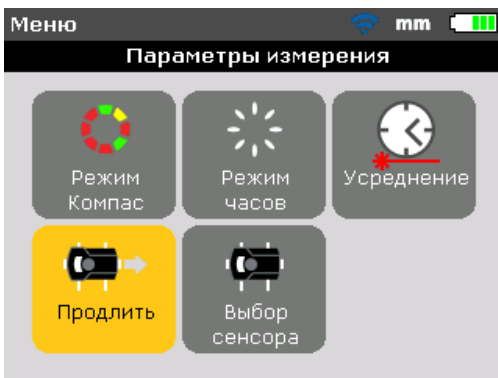 Меню mm
Параметры измерения
Режим Компас
Режим часов
Усреднение
Продлить
Выбор сенсора